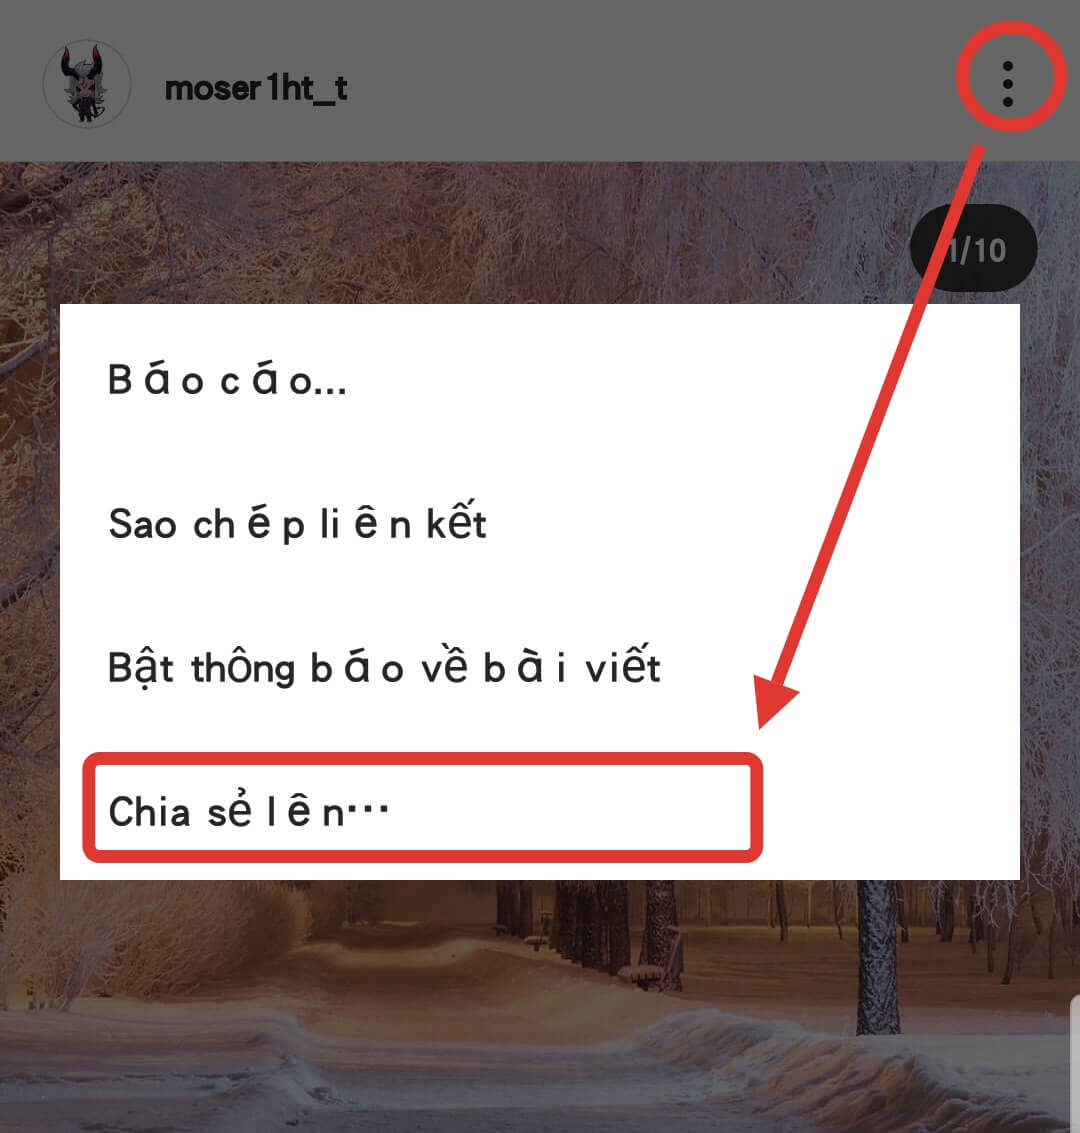 moser1ht_t
1/10
Báo cáo...
Sao chép liên kết
Bật thông báo về bài viết
Chia sẻ lên...